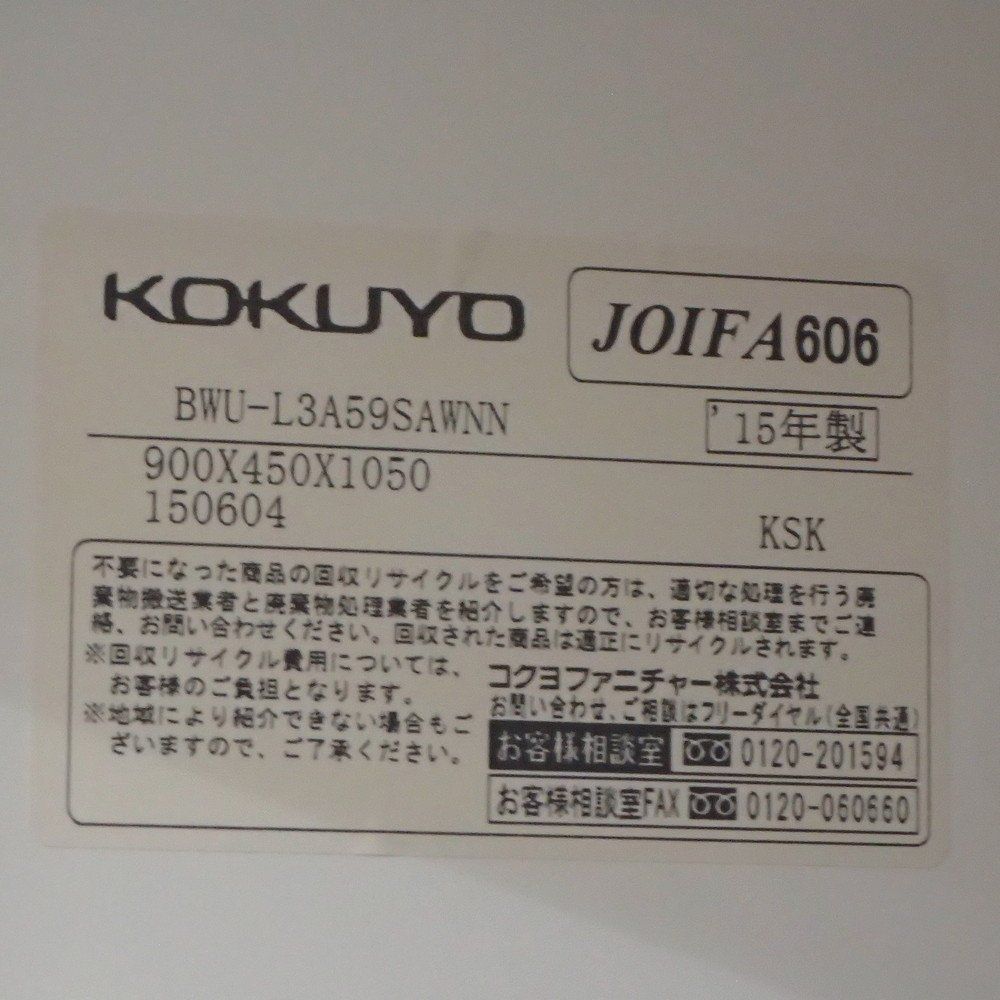 KOKUYO
JOIFA606
BWU-L3A59SAWNN
'15年製
900X450X1050
150604
KSK
不要になった商品の回収リサイクルをご希望の方は、適切な処理を行う廃
棄物搬送業者と廃棄物処理業者を紹介しますので、お客様相談室までご連
絡、お問い合わせください。回収された商品は適正にリサイクルされます。
※回収リサイクル費用については、
お客様のご負担となります。
※地域により紹介できない場合もご
ざいますので、ご了承ください。
コクヨファニチャー株式会社
お問い合わせ、ご相談はフリーダイヤル(全国共通)
お客様相談室 0120-201594
お客様相談室FAX 0120-060660